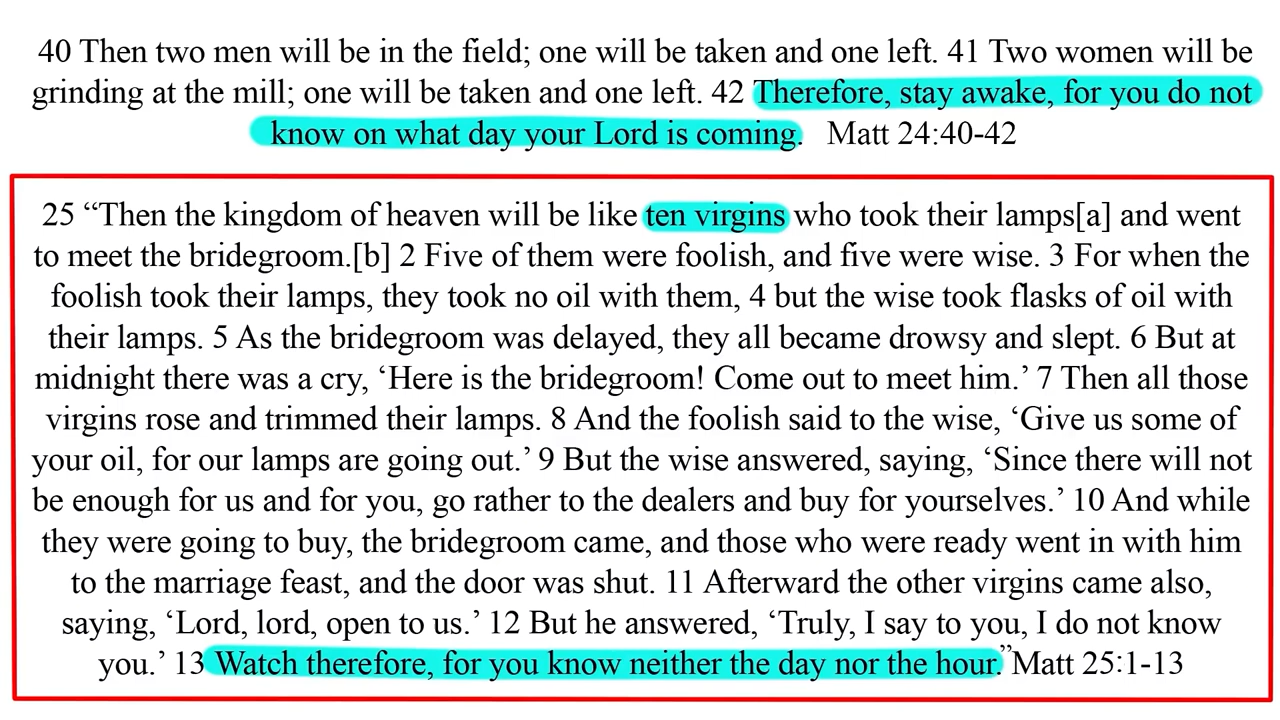 40 Then two men will be in the field; one will be taken and one left. 41 Two women will be
grinding at the mill; one will be taken and one left. 42 Therefore, stay awake, for you do not
know on what day your Lord is coming.   Matt 24:40-42
25 “Then the kingdom of heaven will be like ten virgins who took their lamps[a] and went
to meet the bridegroom.[b] 2 Five of them were foolish, and five were wise. 3 For when the
foolish took their lamps, they took no oil with them, 4 but the wise took flasks of oil with
their lamps. 5 As the bridegroom was delayed, they all became drowsy and slept. 6 But at
midnight there was a cry, ‘Here is the bridegroom! Come out to meet him.’ 7 Then all those
virgins rose and trimmed their lamps. 8 And the foolish said to the wise, ‘Give us some of
your oil, for our lamps are going out.’ 9 But the wise answered, saying, ‘Since there will not
be enough for us and for you, go rather to the dealers and buy for yourselves.’ 10 And while
they were going to buy, the bridegroom came, and those who were ready went in with him
to the marriage feast, and the door was shut. 11 Afterward the other virgins came also,
saying, ‘Lord, lord, open to us.’ 12 But he answered, ‘Truly, I say to you, I do not know
you.’ 13 Watch therefore, for you know neither the day nor the hour.” Matt 25:1-13